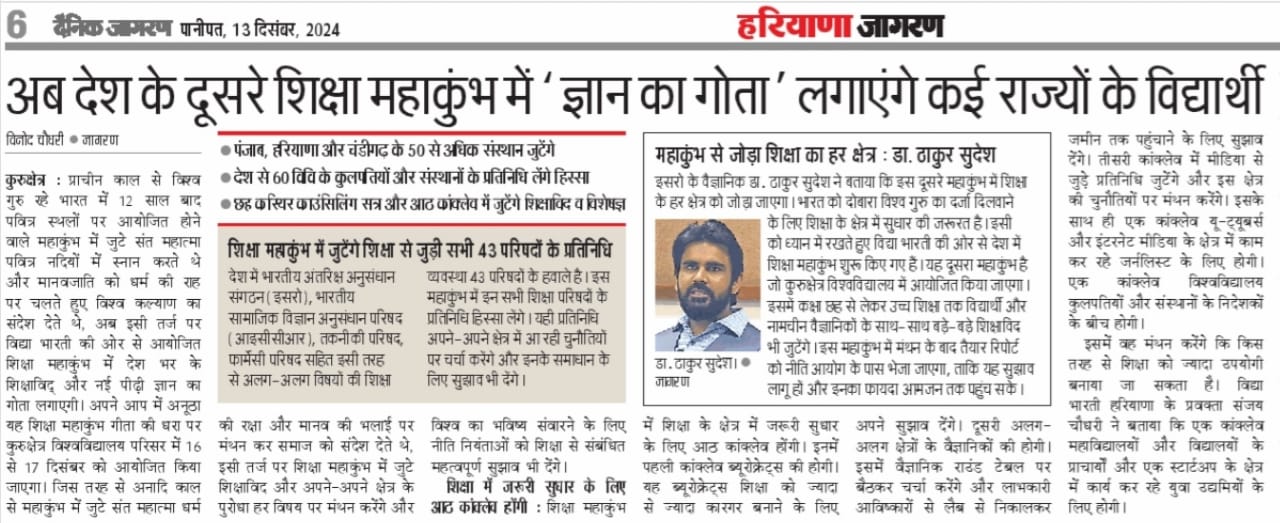 6 दैनिक जागरण पानीपत, 13 दिसंबर, 2024
हरियाणा जागरण
अब देश के दूसरे शिक्षा महाकुंभ में ' ज्ञान का गोता ' लगाएंगे कई राज्यों के विद्यार्थी
विनोद चौधरी ● जागरण
कुरुक्षेत्र : प्राचीन काल से विश्व
गुरु रहे भारत में 12 साल बाद
पवित्र स्थलों पर आयोजित होने
वाले महाकुंभ में जुटे संत महात्मा
पवित्र नदियों में स्नान करते थे
और मानवजाति को धर्म की राह
पर चलते हुए विश्व कल्याण का
संदेश देते थे, अब इसी तर्ज पर
विद्या भारती की ओर से आयोजित
शिक्षा महाकुंभ में देश भर के
शिक्षाविद् और नई पीढ़ी ज्ञान का
गोता लगाएगी। अपने आप में अनूठा
यह शिक्षा महाकुंभ गीता की धरा पर
कुरुक्षेत्र विश्वविद्यालय परिसर में 16
से 17 दिसंबर को आयोजित किया
जाएगा। जिस तरह से अनादि काल
से महाकुंभ में जुटे संत महात्मा धर्म
● पंजाब, हरियाणा और चंडीगढ़ के 50 से अधिक संस्थान जुटेंगे
● देश से 60 विवि के कुलपतियों और संस्थानों के प्रतिनिधि लेंगे हिस्सा
● छह करियर काउंसिलिंग सत्र और आठ कांक्लेव में जुटेंगे शिक्षाविद व विशेषज्ञ
शिक्षा महाकुंभ में जुटेंगे शिक्षा से जुड़ी सभी 43 परिषदों के प्रतिनिधि
देश में भारतीय अंतरिक्ष अनुसंधान
संगठन (इसरो), भारतीय
सामाजिक विज्ञान अनुसंधान परिषद
(आइसीसीआर), तकनीकी परिषद,
फार्मेसी परिषद सहित इसी तरह
से अलग-अलग विषयों की शिक्षा
व्यवस्था 43 परिषदों के हवाले है। इस
महाकुंभ में इन सभी शिक्षा परिषदों के
प्रतिनिधि हिस्सा लेंगे। यही प्रतिनिधि
अपने-अपने क्षेत्र में आ रही चुनौतियों
पर चर्चा करेंगे और इनके समाधान के
लिए सुझाव भी देंगे।
की रक्षा और मानव की भलाई पर
मंथन कर समाज को संदेश देते थे,
इसी तर्ज पर शिक्षा महाकुंभ में जुटे
शिक्षाविद और अपने-अपने क्षेत्र के
पुरोधा हर विषय पर मंथन करेंगे और
विश्व का भविष्य संवारने के लिए
नीति नियंताओं को शिक्षा से संबंधित
महत्वपूर्ण सुझाव भी देंगे।
शिक्षा में जरूरी सुधार के लिए
आठ कांक्लेव होंगी : शिक्षा महाकुंभ
महाकुंभ से जोड़ा शिक्षा का हर क्षेत्र : डा. ठाकुर सुदेश
इसरो के वैज्ञानिक डा. ठाकुर सुदेश ने बताया कि इस दूसरे महाकुंभ में शिक्षा
के हर क्षेत्र को जोड़ा जाएगा। भारत को दोबारा विश्व गुरु का दर्जा दिलवाने
के लिए शिक्षा के क्षेत्र में सुधार की जरूरत है। इसी
को ध्यान में रखते हुए विद्या भारती की ओर से देश में
शिक्षा महाकुंभ शुरू किए गए हैं। यह दूसरा महाकुंभ है
जो कुरुक्षेत्र विश्वविद्यालय में आयोजित किया जाएगा।
इसमें कक्षा छह से लेकर उच्च शिक्षा तक विद्यार्थी और
नामचीन वैज्ञानिकों के साथ-साथ बड़े-बड़े शिक्षाविद
भी जुटेंगे। इस महाकुंभ में मंथन के बाद तैयार रिपोर्ट
को नीति आयोग के पास भेजा जाएगा, ताकि यह सुझाव
लागू हों और इनका फायदा आमजन तक पहुंच सके।
डा. ठाकुर सुदेश। ●
जागरण
में शिक्षा के क्षेत्र में जरूरी सुधार
के लिए आठ कांक्लेव होंगी। इनमें
पहली कांक्लेव ब्यूरोक्रेट्स की होगी।
यह ब्यूरोक्रेट्स शिक्षा को ज्यादा
से ज्यादा कारगर बनाने के लिए
अपने सुझाव देंगे। दूसरी अलग-
अलग क्षेत्रों के वैज्ञानिकों की होगी।
इसमें वैज्ञानिक राउंड टेबल पर
बैठकर चर्चा करेंगे और लाभकारी
आविष्कारों से लैब से निकालकर
जमीन तक पहुंचाने के लिए सुझाव
देंगे। तीसरी कांक्लेव में मीडिया से
जुड़े प्रतिनिधि जुटेंगे और इस क्षेत्र
की चुनौतियों पर मंथन करेंगे। इसके
साथ ही एक कांक्लेव यू-ट्यूबर्स
और इंटरनेट मीडिया के क्षेत्र में काम
कर रहे जर्नलिस्ट के लिए होगी।
एक कांक्लेव विश्वविद्यालय
कुलपतियों और संस्थानों के निदेशकों
के बीच होगी।
इसमें वह मंथन करेंगे कि किस
तरह से शिक्षा को ज्यादा उपयोगी
बनाया जा सकता है। विद्या
भारती हरियाणा के प्रवक्ता संजय
चौधरी ने बताया कि एक कांक्लेव
महाविद्यालयों और विद्यालयों के
प्राचार्यों और एक स्टार्टअप के क्षेत्र
में कार्य कर रहे युवा उद्यमियों के
लिए होगी।